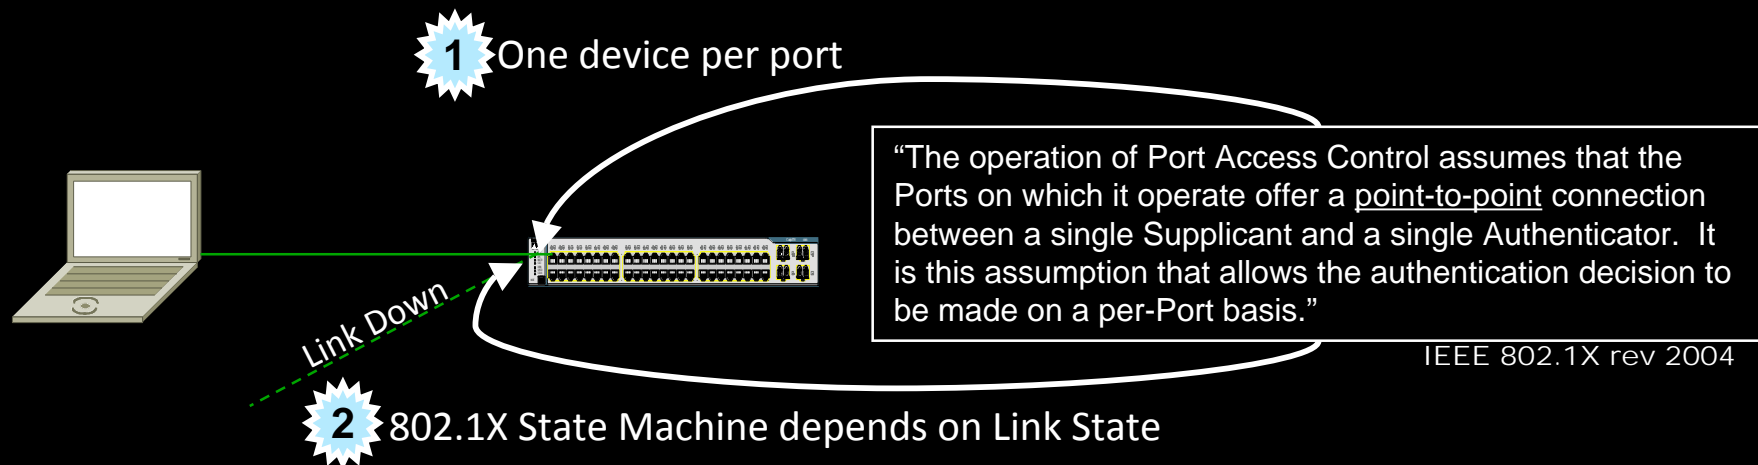 1 One device per port
“The operation of Port Access Control assumes that the
Ports on which it operate offer a point-to-point connection
between a single Supplicant and a single Authenticator. It
is this assumption that allows the authentication decision to
be made on a per-Port basis.”
IEEE 802.1X rev 2004
Link Down
2 802.1X State Machine depends on Link State